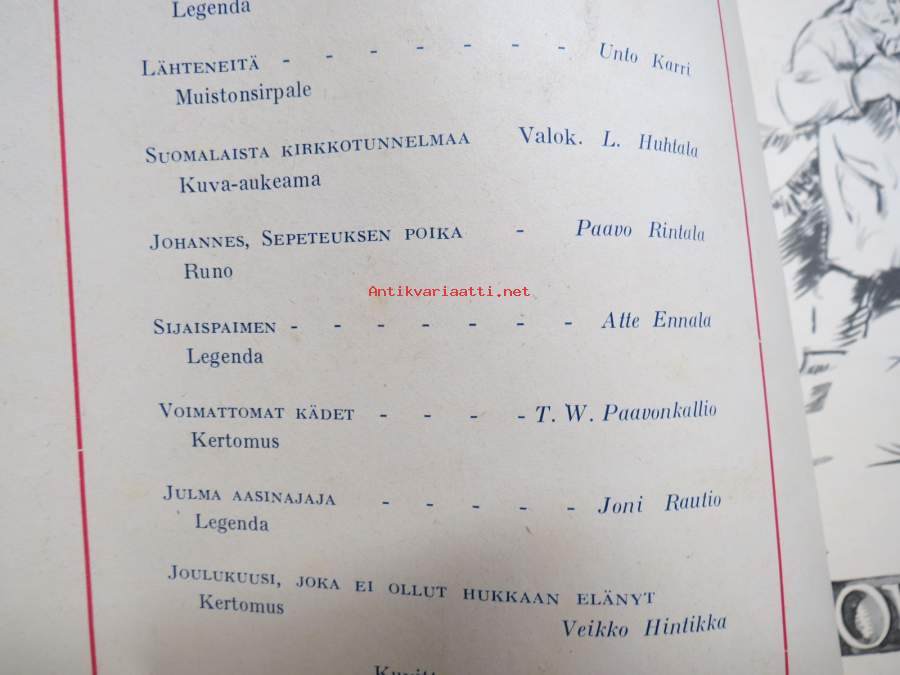 Legenda
LÄHTENEITÄ - - - - - - - Unto Karri
Muistonsirpale
SUOMALAISTA KIRKKOTUNNELMAA Valok. L. Huhtala
Kuva-aukeama
JOHANNES, SEPETEUKSEN POIKA - Paavo Rintala
Runo
Antikvariaatti.net
SIJAISPAIMEN - - - - - - - Atte Ennala
Legenda
VOIMATTOMAT KÄDET - - - - T. W. Paavonkallio
Kertomus
JULMA AASINAJAJA - - - - - Joni Rautio
Legenda
JOULUKUUSI, JOKA EI OLLUT HUKKAAN ELÄNYT
Kertomus
Veikko Hintikka